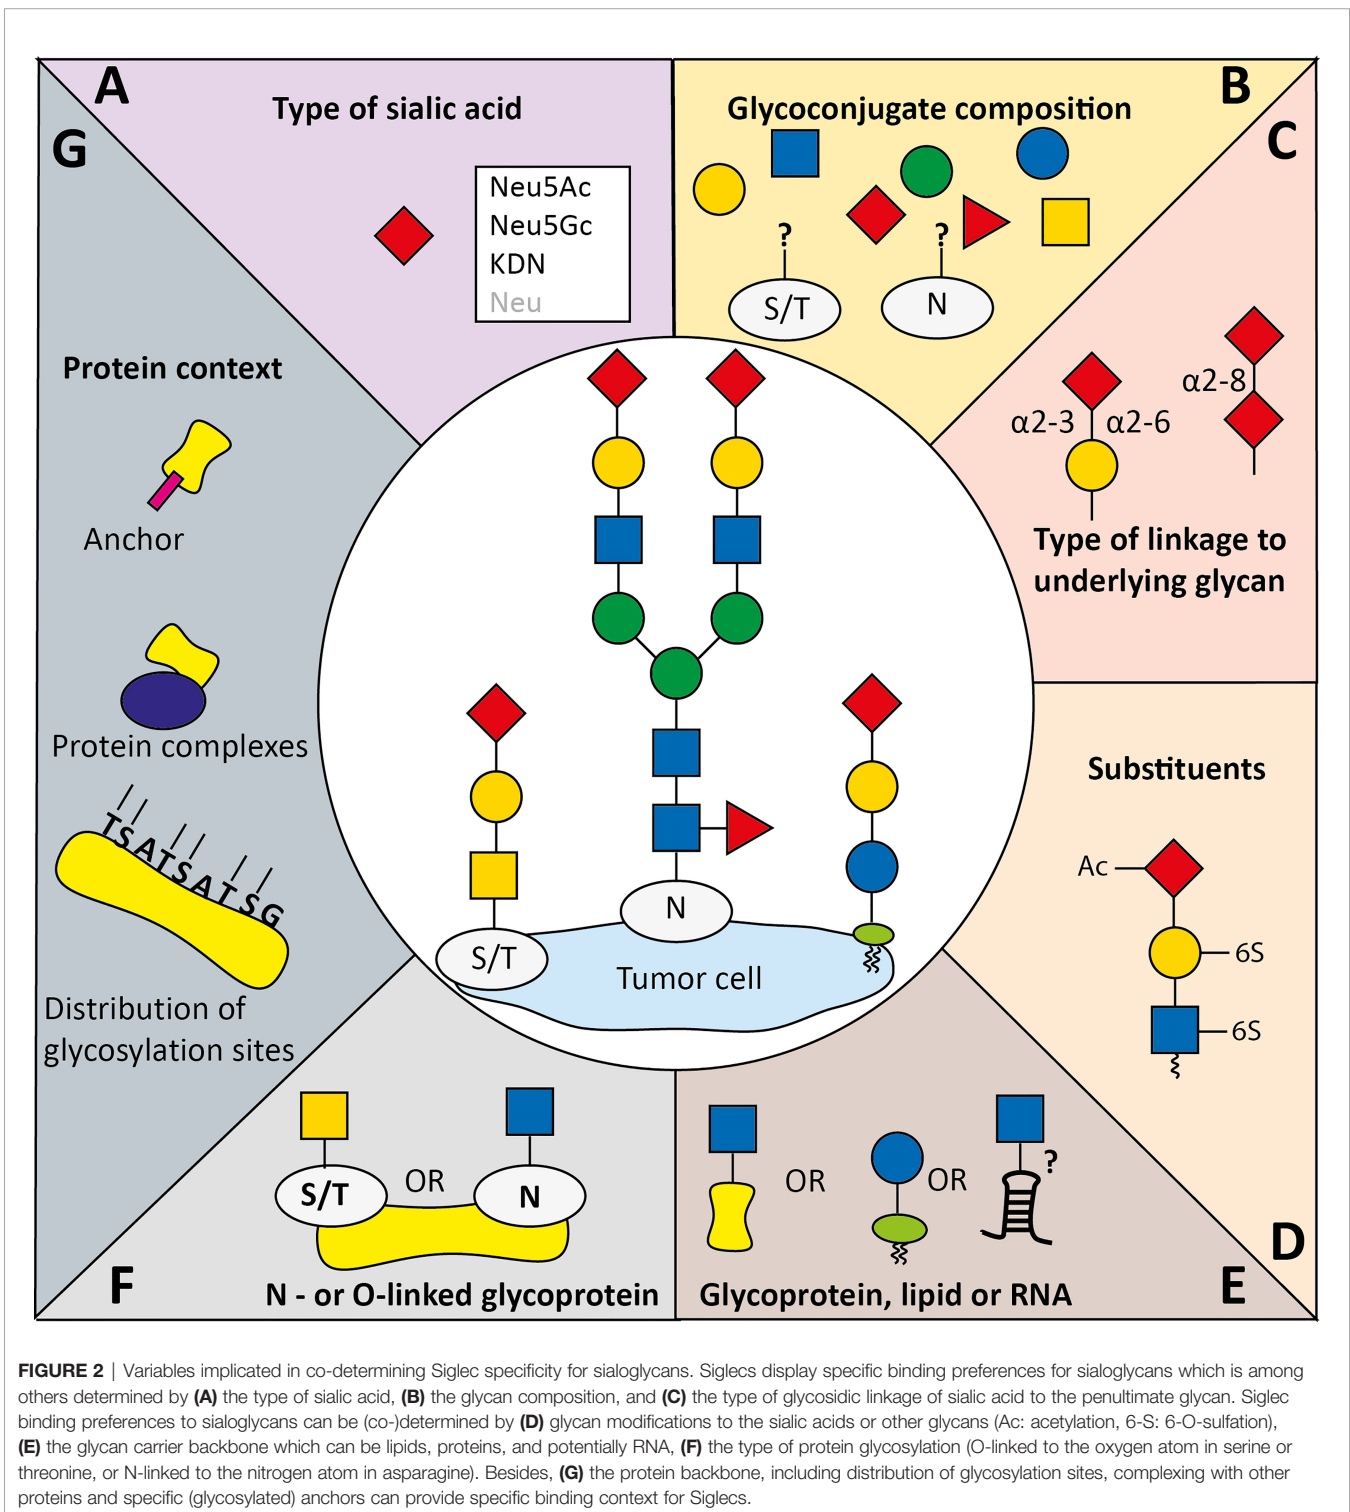 A
Type of sialic acid
Neu5Ac
Neu5Gc
KDN
Neu
B
Glycoconjugate composition
?
?
S/T
N
C
α2-3
α2-6
α2-8
Type of linkage to
underlying glycan
G
Protein context
Anchor
Protein complexes
TSATSATSG
Distribution of
glycosylation sites
S/T
N
Tumor cell
Substituents
Ac
6S
6S
D
S/T
OR
N
F
N - or O-linked glycoprotein
OR
OR
?
Glycoprotein, lipid or RNA
E
FIGURE 2 | Variables implicated in co-determining Siglec specificity for sialoglycans. Siglecs display specific binding preferences for sialoglycans which is among
others determined by (A) the type of sialic acid, (B) the glycan composition, and (C) the type of glycosidic linkage of sialic acid to the penultimate glycan. Siglec
binding preferences to sialoglycans can be (co-)determined by (D) glycan modifications to the sialic acids or other glycans (Ac: acetylation, 6-S: 6-O-sulfation),
(E) the glycan carrier backbone which can be lipids, proteins, and potentially RNA, (F) the type of protein glycosylation (O-linked to the oxygen atom in serine or
threonine, or N-linked to the nitrogen atom in asparagine). Besides, (G) the protein backbone, including distribution of glycosylation sites, complexing with other
proteins and specific (glycosylated) anchors can provide specific binding context for Siglecs.